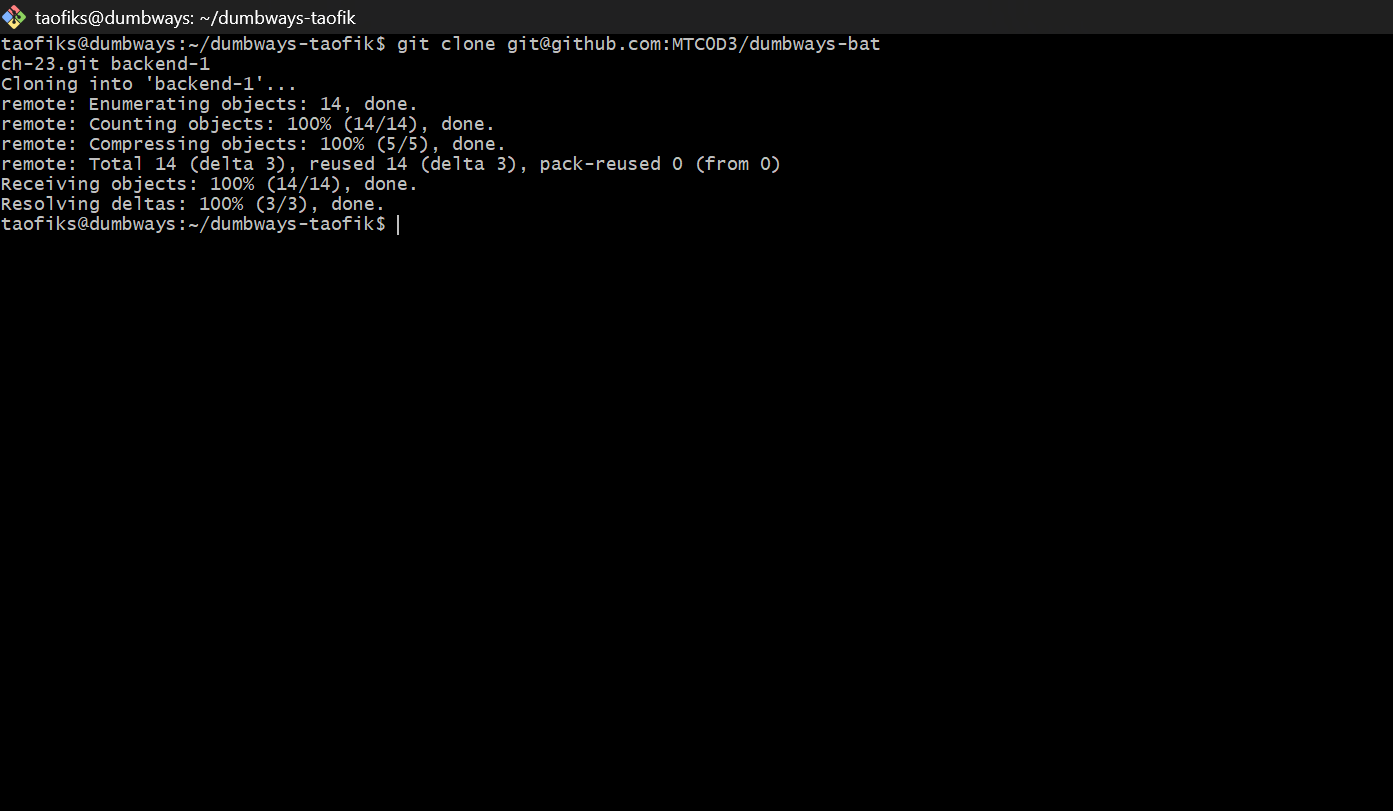 taofiks@dumbways: ~/dumbways-taofik
taofiks@dumbways:~/dumbways-taofik$ git clone git@github.com:MTC0D3/dumbways-bat
ch-23.git backend-1
Cloning into 'backend-1'...
remote: Enumerating objects: 14, done.
remote: Counting objects: 100% (14/14), done.
remote: Compressing objects: 100% (5/5), done.
remote: Total 14 (delta 3), reused 14 (delta 3), pack-reused 0 (from 0)
Receiving objects: 100% (14/14), done.
Resolving deltas: 100% (3/3), done.
taofiks@dumbways:~/dumbways-taofik$